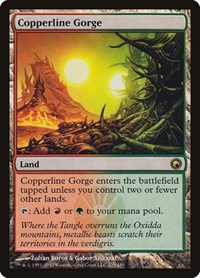 Copperline Gorge
Land
Copperline Gorge enters the battlefield
tapped unless you control two or fewer
other lands.
: Add or to your mana pool.
Where the Tangle overruns the Oxidda
mountains, metallic beasts scratch their
territories in the verdigris.
Zoltan Boros & Gabor Szikszai